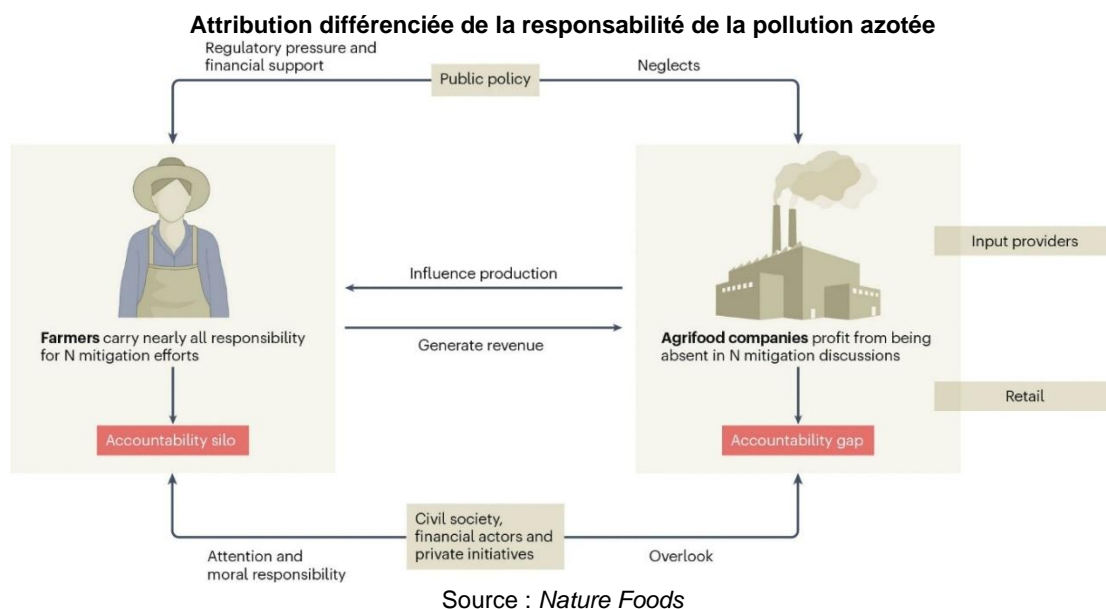 Attribution différenciée de la responsabilité de la pollution azotée
Regulatory pressure and
financial support
Public policy
Neglects
Input providers
Influence production
Generate revenue
Farmers carry nearly all responsibility
for N mitigation efforts
Agrifood companies profit from being
absent in N mitigation discussions
Retail
Accountability silo
Accountability gap
Civil society,
financial actors and
private initiatives
Attention and
moral responsibility
Overlook
Source : Nature Foods